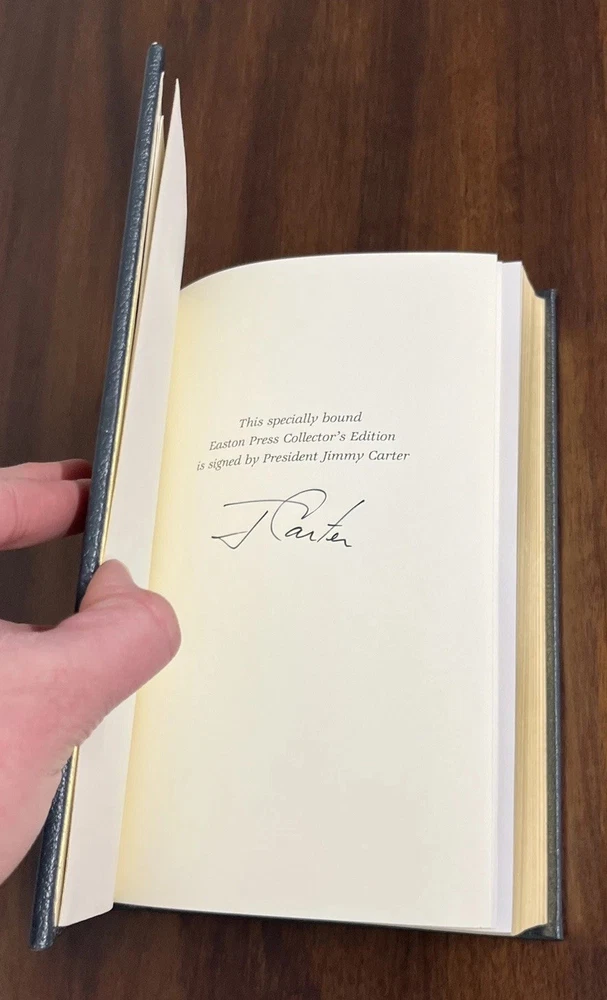 This specially bound
Easton Press Collector's Edition
is signed by President Jimmy Carter
J Carter